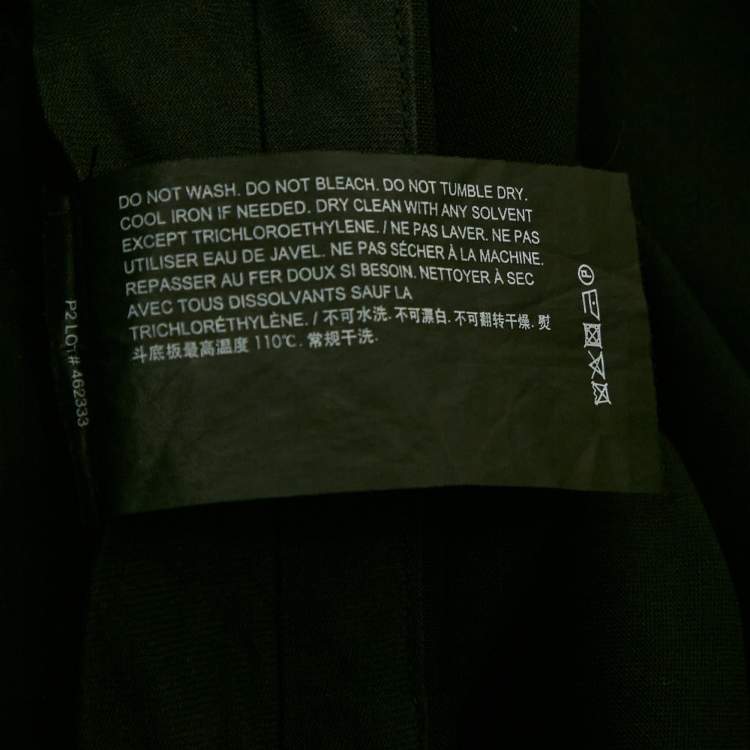 DO NOT WASH. DO NOT BLEACH. DO NOT TUMBLE DRY.
COOL IRON IF NEEDED. DRY CLEAN WITH ANY SOLVENT
EXCEPT TRICHLOROETHYLENE. / NE PAS LAVER. NE PAS
UTILISER EAU DE JAVEL. NE PAS SÉCHER À LA MACHINE.
REPASSER AU FER DOUX SI BESOIN. NETTOYER À SEC
AVEC TOUS DISSOLVANTS SAUF LA
TRICHLORÉTHYLÈNE. / 不可水洗. 不可漂白. 不可翻转干燥. 熨
斗底板最高温度 110℃. 常规干洗.
P
P2 LOT# 462333